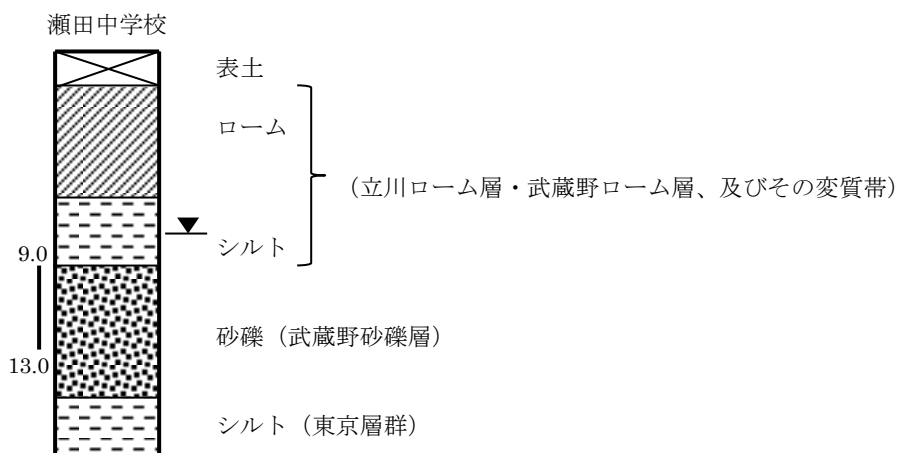 瀬田中学校
表土
ローム
（立川ローム層・武蔵野ローム層、及びその変質帯）
シルト
9.0
砂礫（武蔵野砂礫層）
13.0
シルト（東京層群）